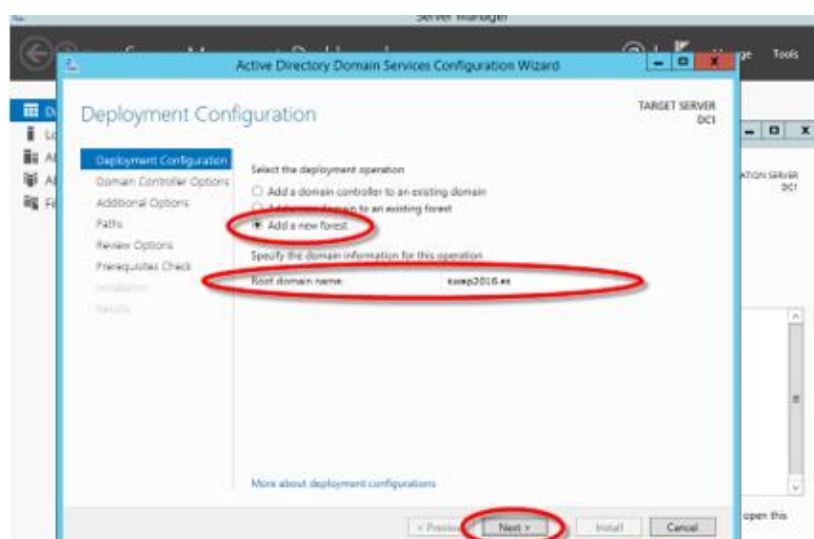 Server Manager
Tools
Active Directory Domain Services Configuration Wizard
Deployment Configuration
TARGET SERVER
DC1
Deployment Configuration
Domain Controller Options
Additional Options
Paths
Review Options
Prerequisites Check
Installation
Results
Select the deployment operation
Add a domain controller to an existing domain
domain to an existing forest
Add a new forest
Specify the domain information for this operation
Root domain name:
swap2016.es
More about deployment configurations
Next >
Install
Cancel
DC1
open this